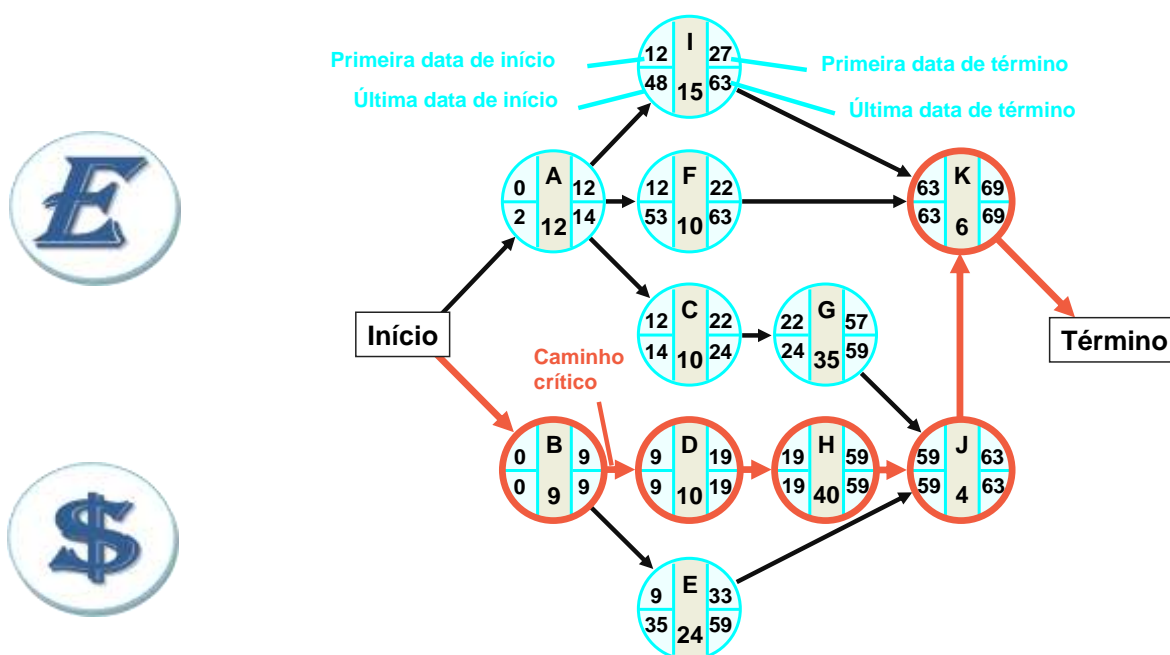 I
12 27
48 15 63
Primeira data de início
Última data de início
Primeira data de término
Última data de término
E
A
0 12
2 12 14
F
12 22
53 10 63
K
63 69
63 6 69
Início
C
12 22
14 10 24
G
22 57
24 35 59
Término
Caminho
crítico
$
B
0 9
0 9 9
D
9 19
9 10 19
H
19 59
19 40 59
J
59 63
59 4 63
E
9 33
35 24 59